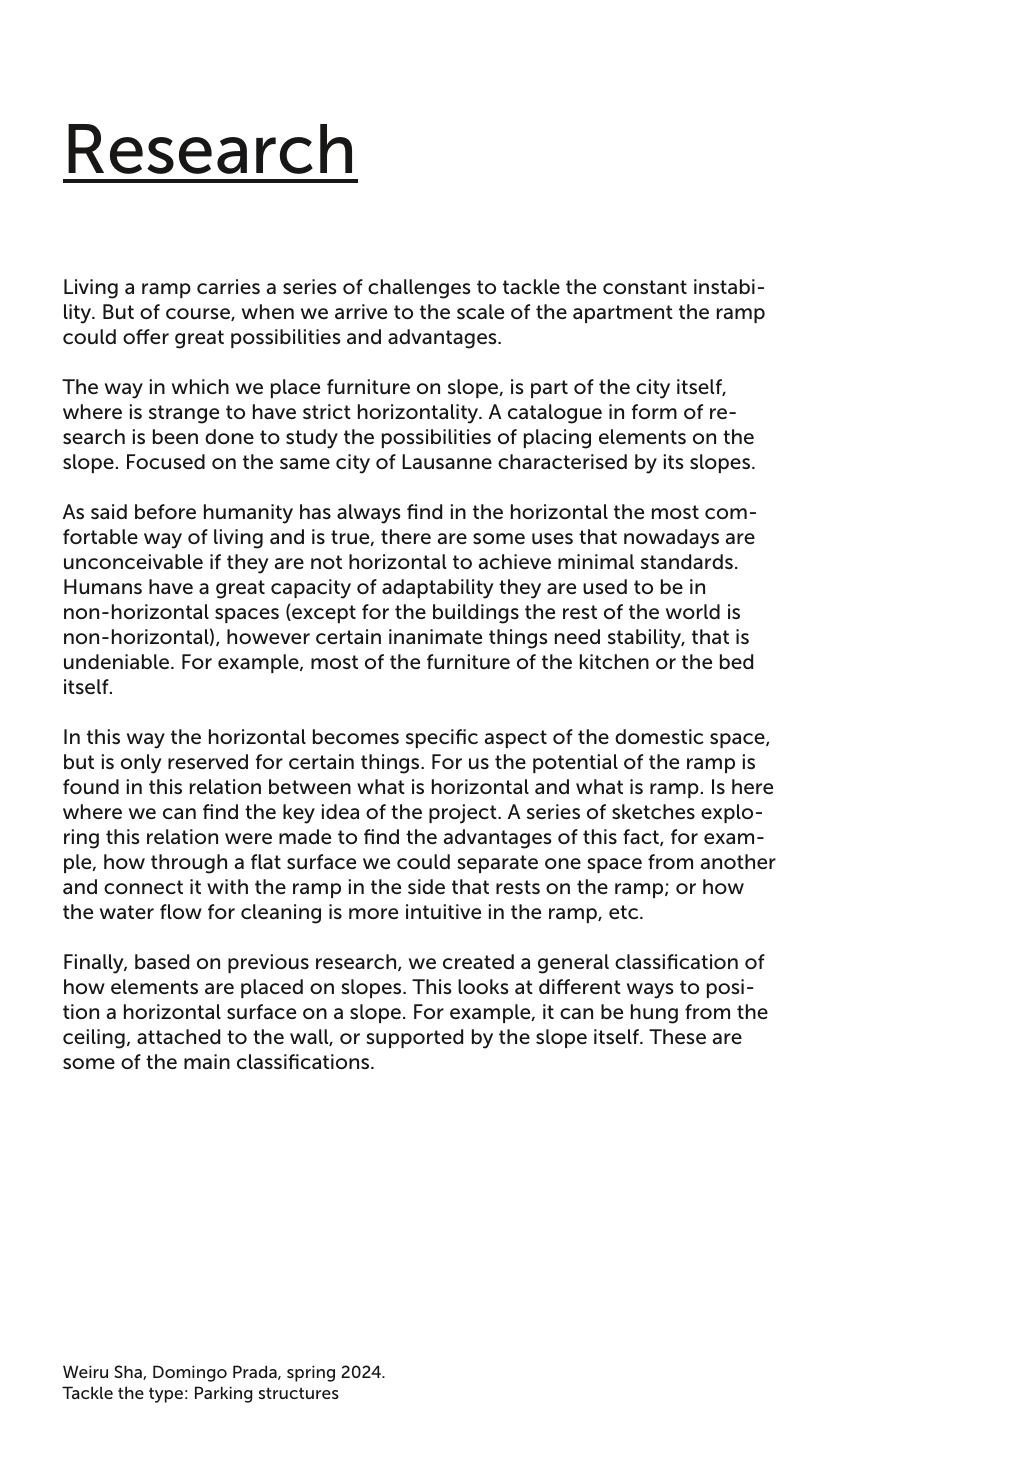 Research
Living a ramp carries a series of challenges to tackle the constant instabi-
lity. But of course, when we arrive to the scale of the apartment the ramp
could offer great possibilities and advantages.
The way in which we place furniture on slope, is part of the city itself,
where is strange to have strict horizontality. A catalogue in form of re-
search is been done to study the possibilities of placing elements on the
slope. Focused on the same city of Lausanne characterised by its slopes.
As said before humanity has always find in the horizontal the most com-
fortable way of living and is true, there are some uses that nowadays are
unconceivable if they are not horizontal to achieve minimal standards.
Humans have a great capacity of adaptability they are used to be in
non-horizontal spaces (except for the buildings the rest of the world is
non-horizontal), however certain inanimate things need stability, that is
undeniable. For example, most of the furniture of the kitchen or the bed
itself.
In this way the horizontal becomes specific aspect of the domestic space,
but is only reserved for certain things. For us the potential of the ramp is
found in this relation between what is horizontal and what is ramp. Is here
where we can find the key idea of the project. A series of sketches explo-
ring this relation were made to find the advantages of this fact, for exam-
ple, how through a flat surface we could separate one space from another
and connect it with the ramp in the side that rests on the ramp; or how
the water flow for cleaning is more intuitive in the ramp, etc.
Finally, based on previous research, we created a general classification of
how elements are placed on slopes. This looks at different ways to posi-
tion a horizontal surface on a slope. For example, it can be hung from the
ceiling, attached to the wall, or supported by the slope itself. These are
some of the main classifications.
Weiru Sha, Domingo Prada, spring 2024.
Tackle the type: Parking structures